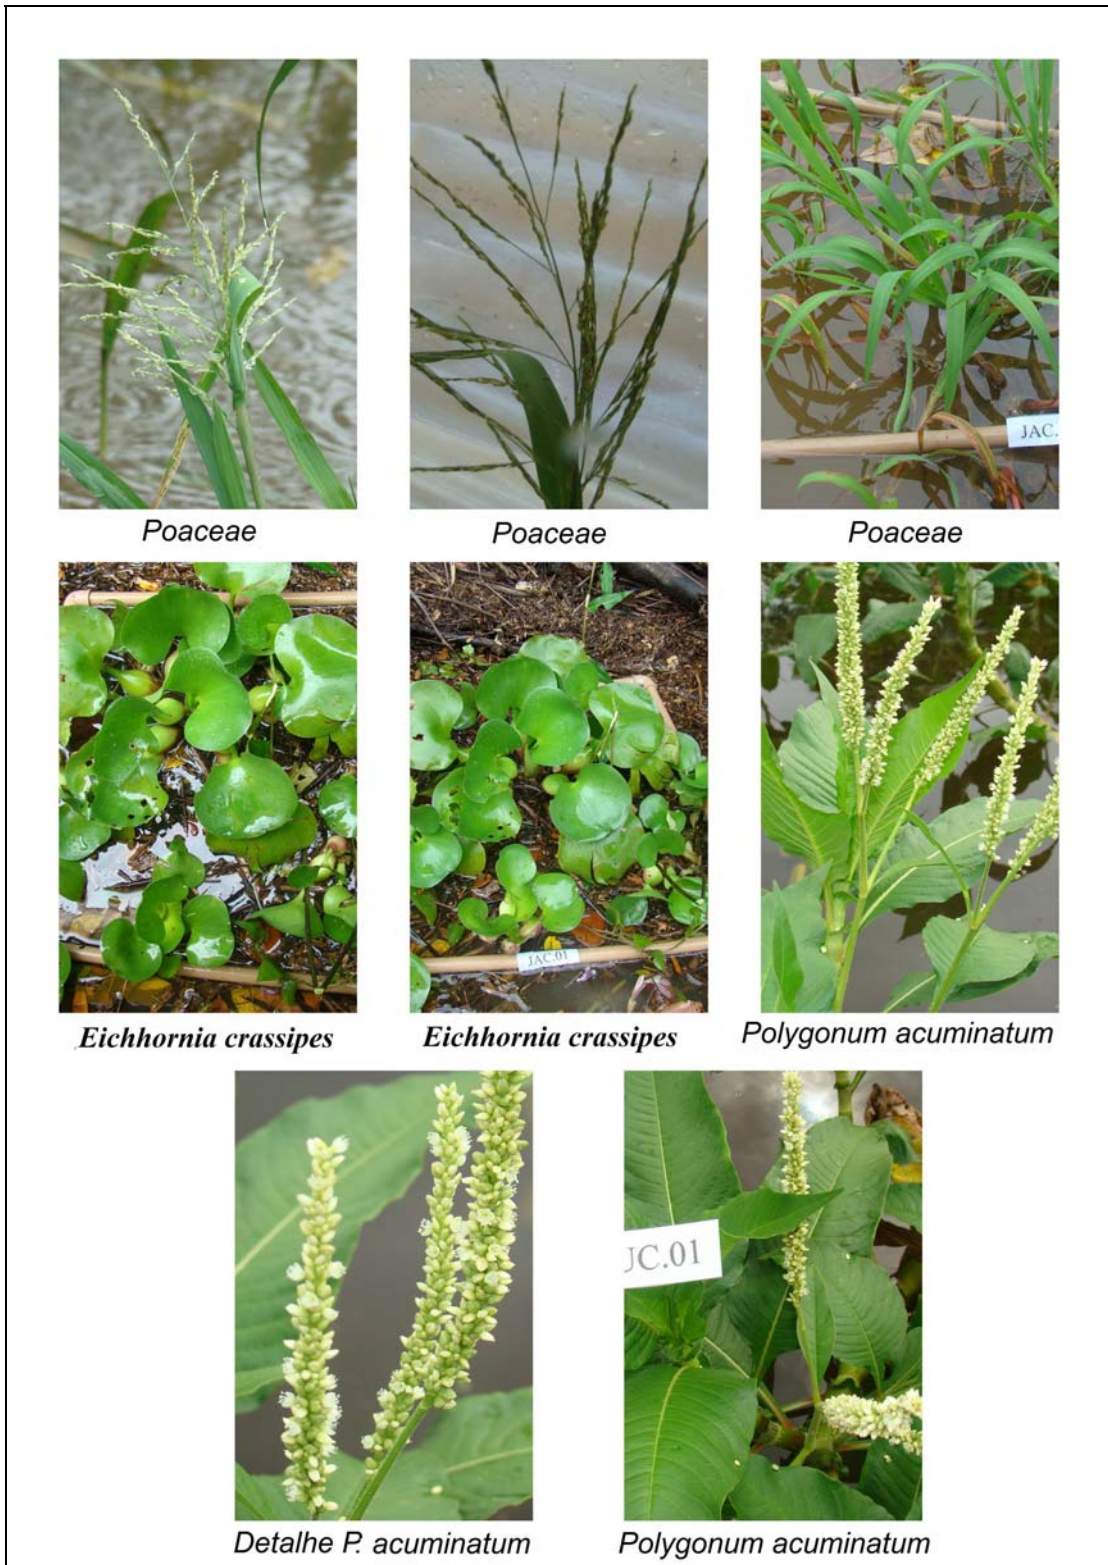 JAC.
Poaceae
Poaceae
Poaceae
JAC.01
Eichhornia crassipes
Eichhornia crassipes
Polygonum acuminatum
JC.01
Detalhe P. acuminatum
Polygonum acuminatum